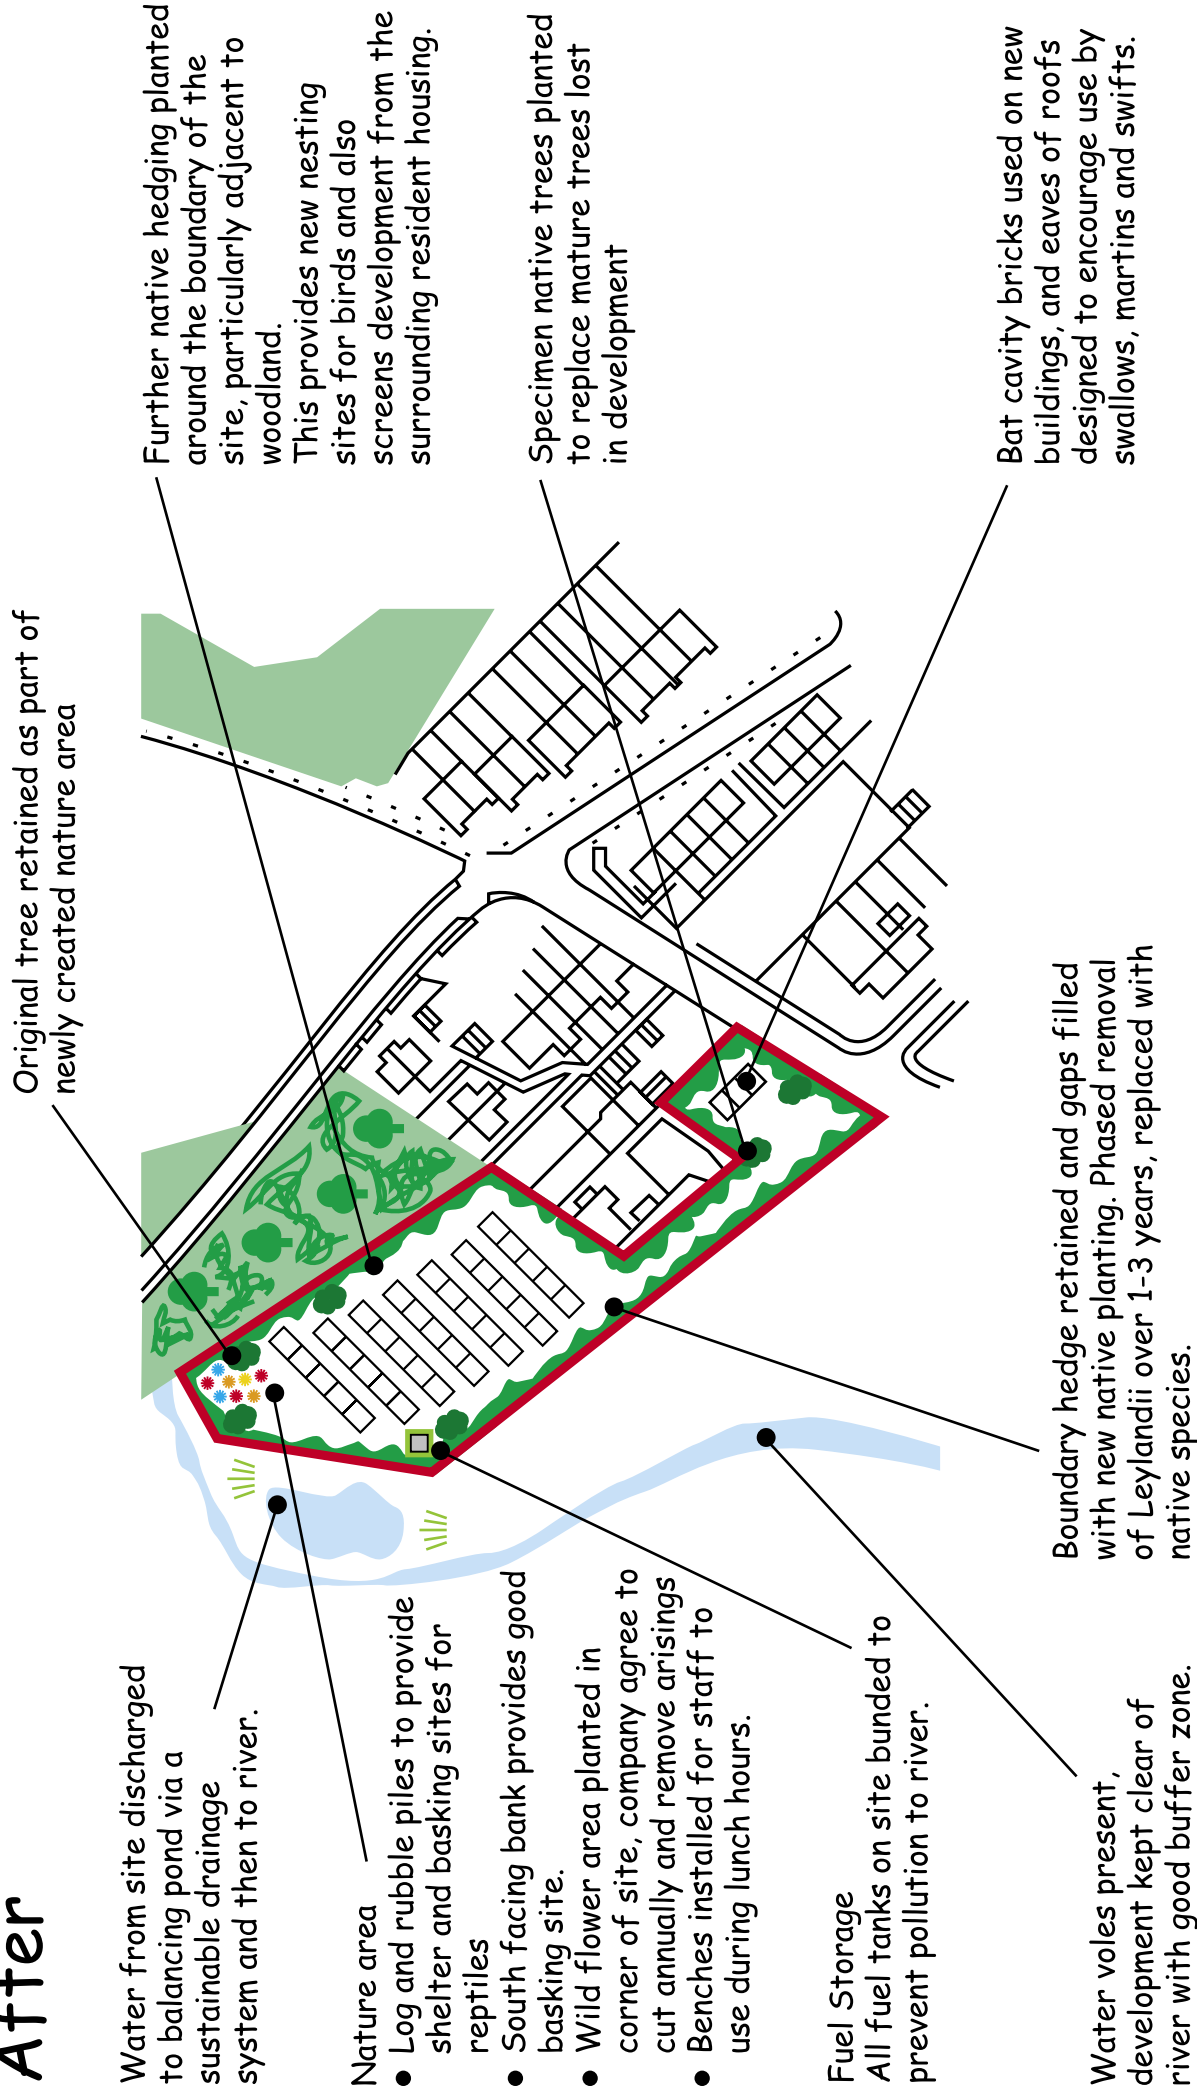 After
Water from site discharged
to balancing pond via a
sustainable drainage
system and then to river.
Original tree retained as part of
newly created nature area
Further native hedging planted
around the boundary of the
site, particularly adjacent to
woodland.
This provides new nesting
sites for birds and also
screens development from the
surrounding resident housing.
Nature area
● Log and rubble piles to provide
shelter and basking sites for
reptiles
● South facing bank provides good
basking site.
● Wild flower area planted in
corner of site, company agree to
cut annually and remove arisings
● Benches installed for staff to
use during lunch hours.
Specimen native trees planted
to replace mature trees lost
in development
Fuel Storage
All fuel tanks on site bunded to
prevent pollution to river.
Bat cavity bricks used on new
buildings, and eaves of roofs
designed to encourage use by
swallows, martins and swifts.
Water voles present,
development kept clear of
river with good buffer zone.
Boundary hedge retained and gaps filled
with new native planting. Phased removal
of Leylandii over 1-3 years, replaced with
native species.